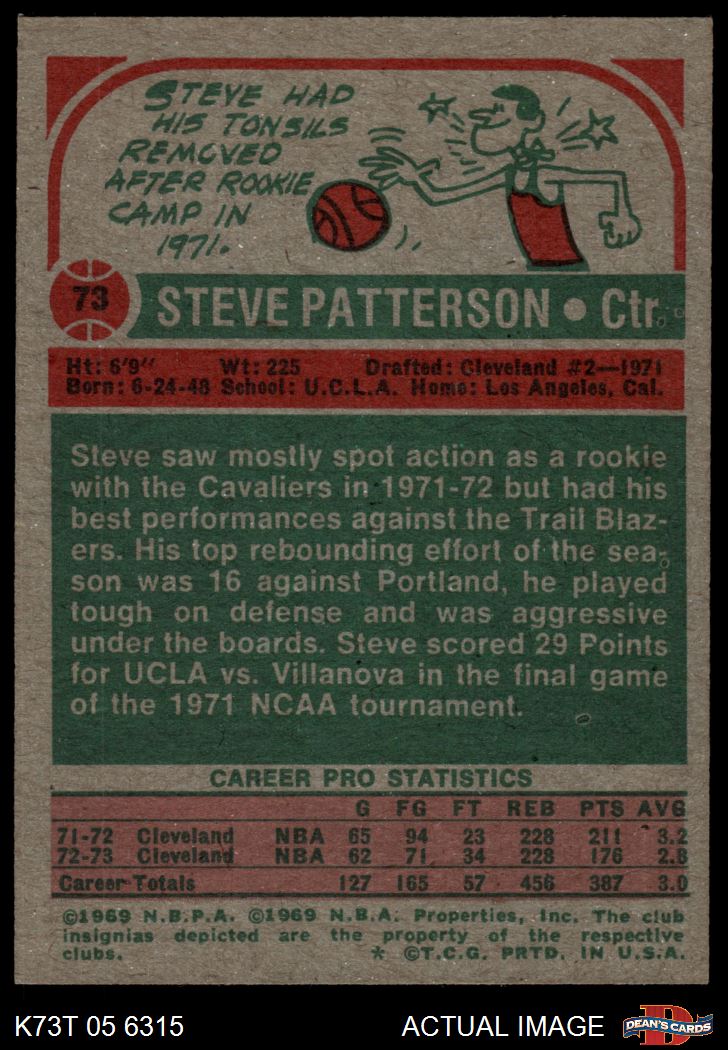 STEVE HAD
HIS TONSILS
REMOVED
AFTER ROOKIE
CAMP IN
1971.
73
STEVE PATTERSON • Ctr.
Ht: 6'9" Wt: 225 Drafted: Cleveland #2—1971
Born: 6-24-48 School: U.C.L.A. Home: Los Angeles, Cal.
Steve saw mostly spot action as a rookie
with the Cavaliers in 1971-72 but had his
best performances against the Trail Blaz-
ers. His top rebounding effort of the sea-
son was 16 against Portland, he played
tough on defense and was aggressive
under the boards. Steve scored 29 Points
for UCLA vs. Villanova in the final game
of the 1971 NCAA tournament.
CAREER PRO STATISTICS
G FG FT REB PTS AVG
71-72 Cleveland NBA 65 94 23 228 211 3.2
72-73 Cleveland NBA 62 71 34 228 176 2.8
Career Totals 127 165 57 456 387 3.0
©1969 N.B.P.A. ©1969 N.B.A. Properties, Inc. The club
insignias depicted are the property of the respective
clubs. * ©T.C.G. PRTD. IN U.S.A.
K73T 05 6315 ACTUAL IMAGE
DEAN'S CARDS